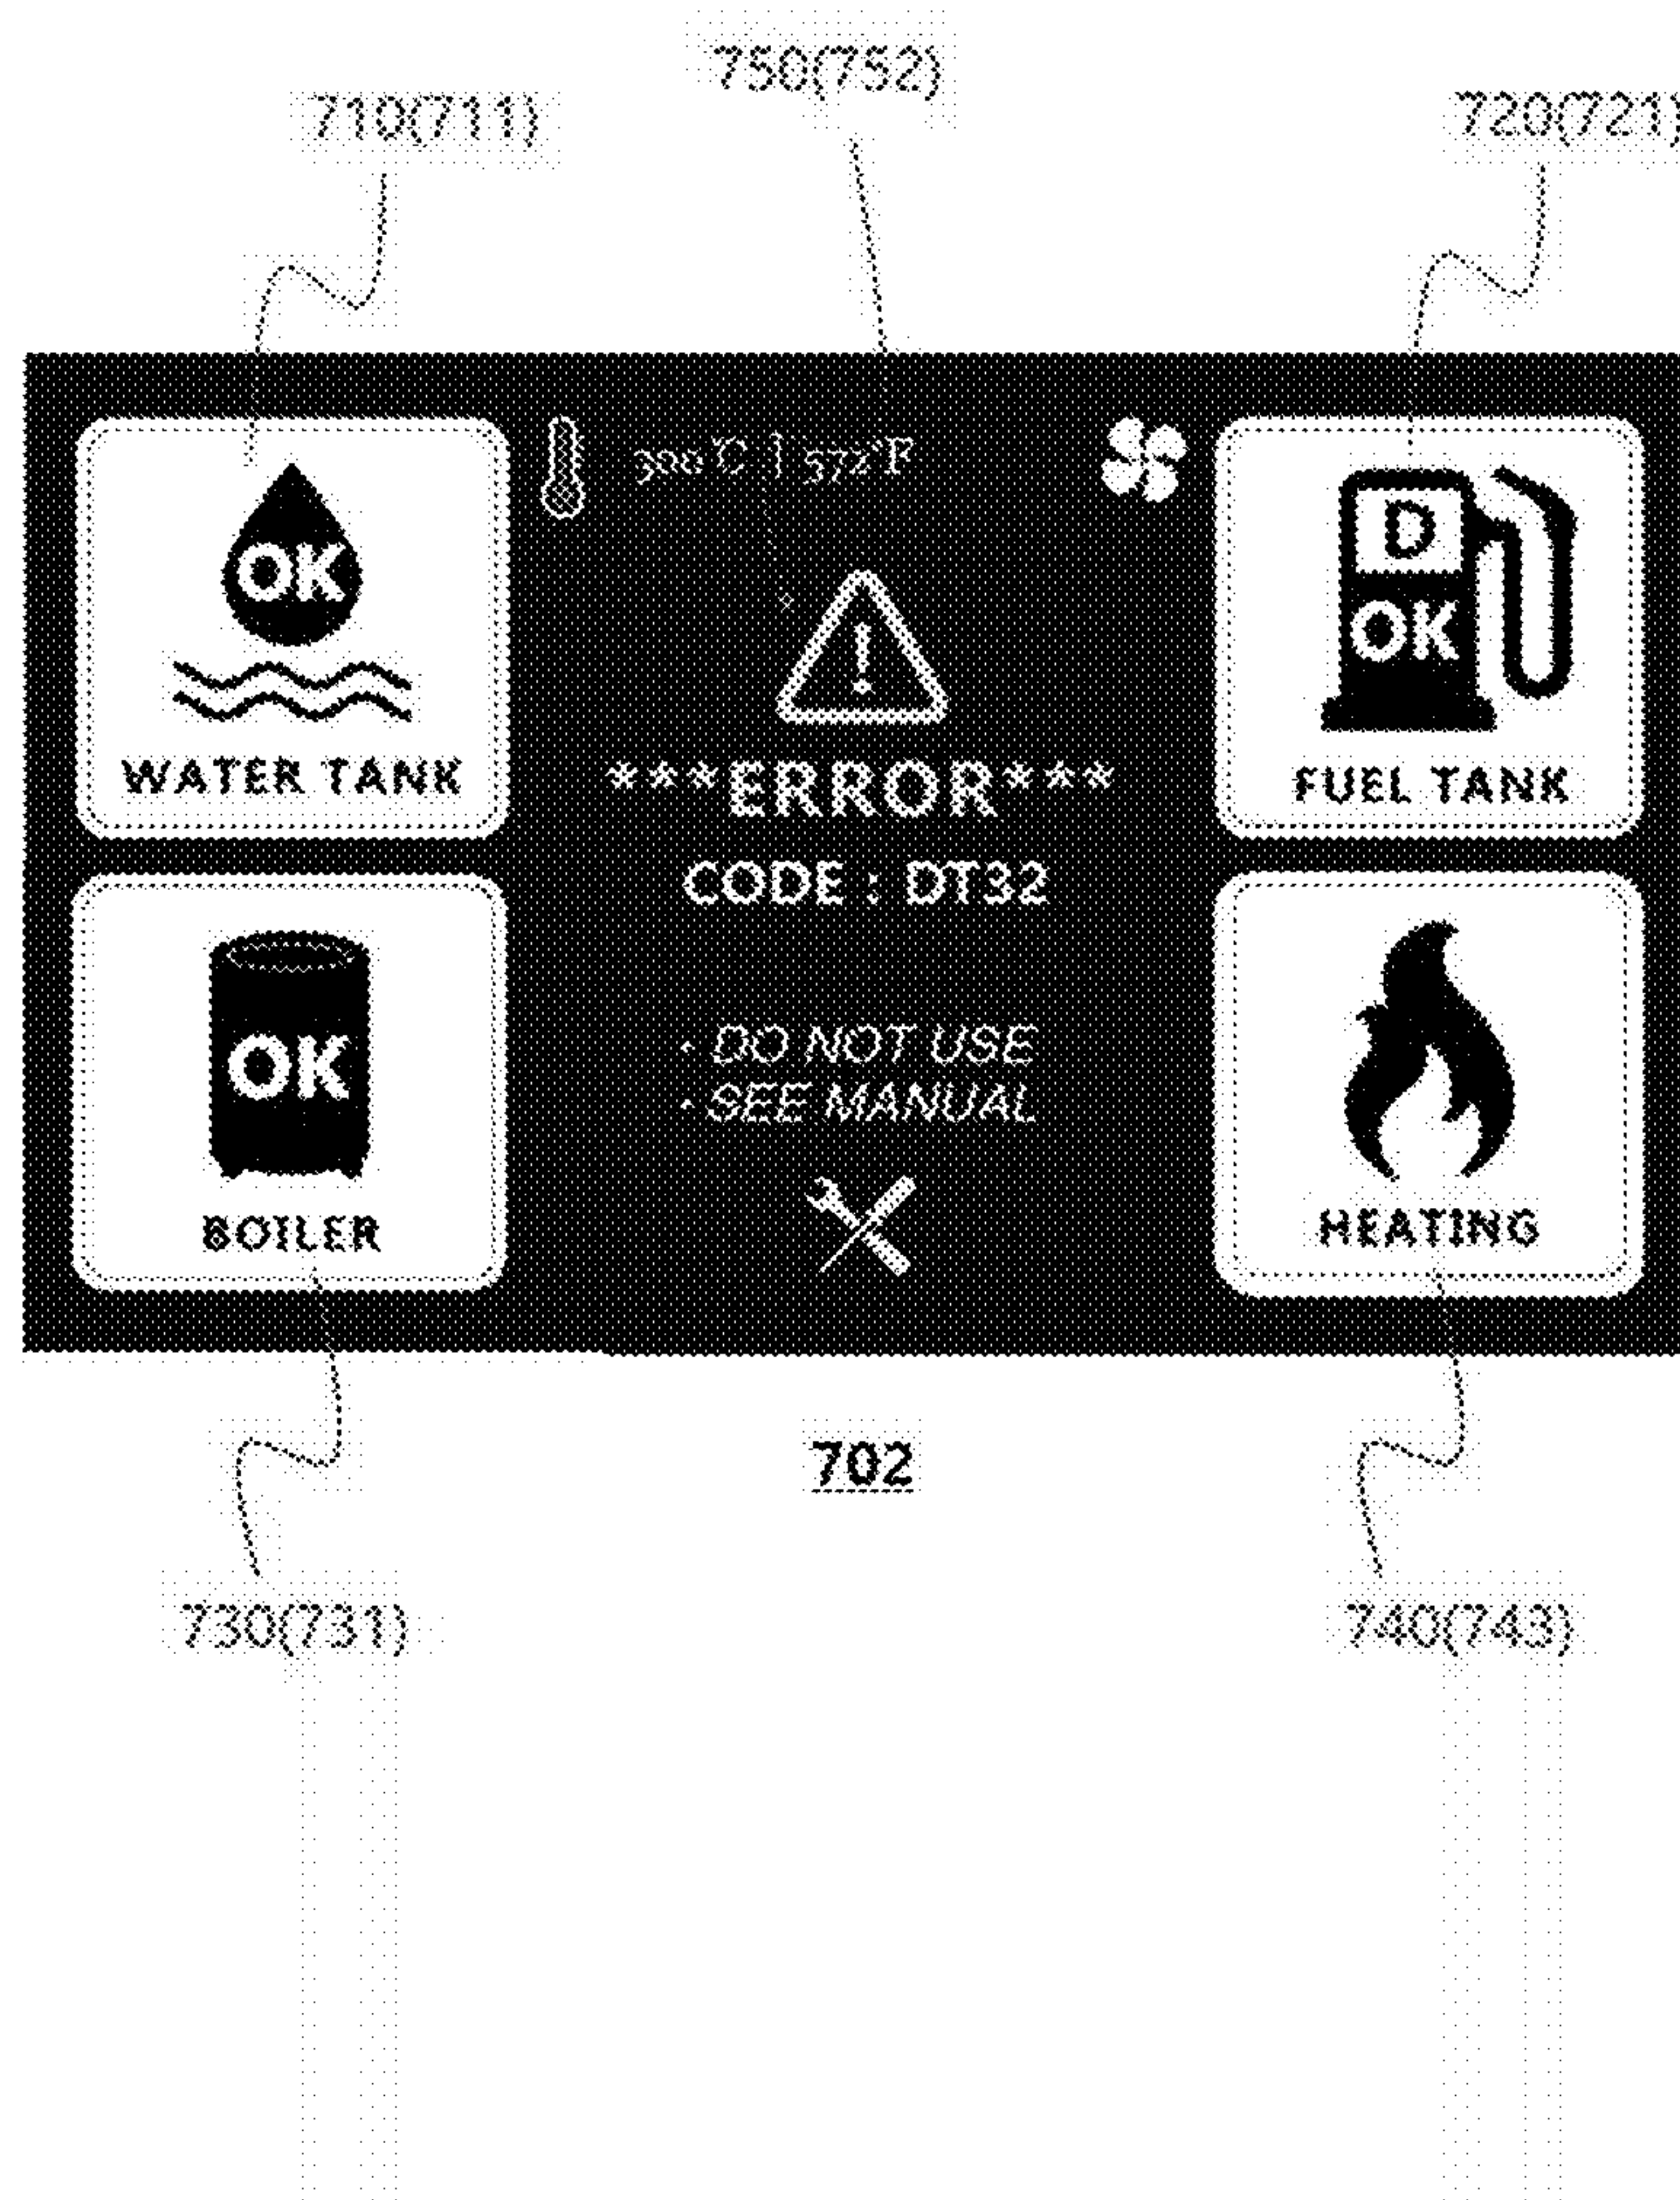 750(752)
710(711)
720(721)
300°C | 572°F
OK
D
OK
!
WATER TANK
***ERROR***
FUEL TANK
CODE : DT32
OK
• DO NOT USE
• SEE MANUAL
BOILER
HEATING
702
730(731)
740(743)